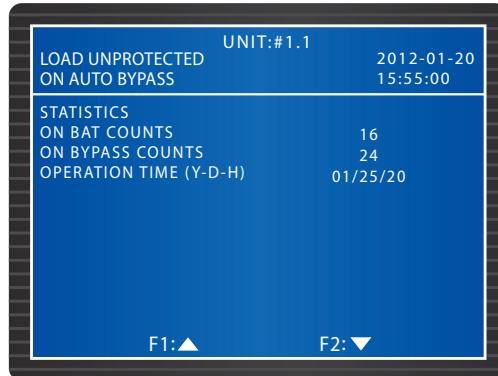 UNIT:#1.1
LOAD UNPROTECTED 2012-01-20
ON AUTO BYPASS 15:55:00
STATISTICS
ON BAT COUNTS 16
ON BYPASS COUNTS 24
OPERATION TIME (Y-D-H) 01/25/20
F1:▲ F2:▼